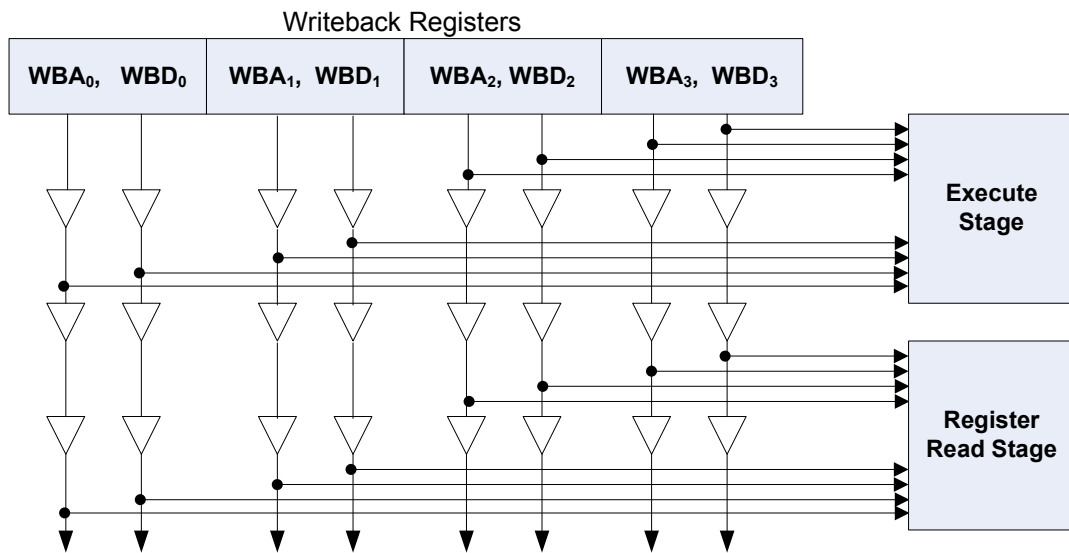 Writeback Registers
WBA₀, WBD₀ WBA₁, WBD₁ WBA₂, WBD₂ WBA₃, WBD₃
Execute
Stage
Register
Read Stage